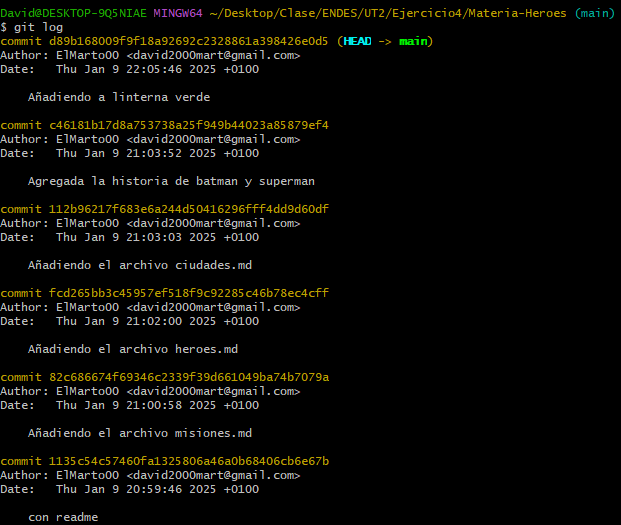 David@DESKTOP-9Q5NIAE MINGW64 ~/Desktop/Clase/ENDES/UT2/Ejercicio4/Materia-Heroes (main)
$ git log
commit d89b168009f9f18a92692c2328861a398426e0d5 (HEAD -> main)
Author: ElMarto00 <david2000mart@gmail.com>
Date:   Thu Jan 9 22:05:46 2025 +0100

    Añadiendo a linterna verde

commit c46181b17d8a753738a25f949b44023a85879ef4
Author: ElMarto00 <david2000mart@gmail.com>
Date:   Thu Jan 9 21:03:52 2025 +0100

    Agregada la historia de batman y superman

commit 112b96217f683e6a244d50416296fff4dd9d60df
Author: ElMarto00 <david2000mart@gmail.com>
Date:   Thu Jan 9 21:03:03 2025 +0100

    Añadiendo el archivo ciudades.md

commit fcd265bb3c45957ef518f9c92285c46b78ec4cff
Author: ElMarto00 <david2000mart@gmail.com>
Date:   Thu Jan 9 21:02:00 2025 +0100

    Añadiendo el archivo heroes.md

commit 82c686674f69346c2339f39d661049ba74b7079a
Author: ElMarto00 <david2000mart@gmail.com>
Date:   Thu Jan 9 21:00:58 2025 +0100

    Añadiendo el archivo misiones.md

commit 1135c54c57460fa1325806a46a0b68406cb6e67b
Author: ElMarto00 <david2000mart@gmail.com>
Date:   Thu Jan 9 20:59:46 2025 +0100

    con readme